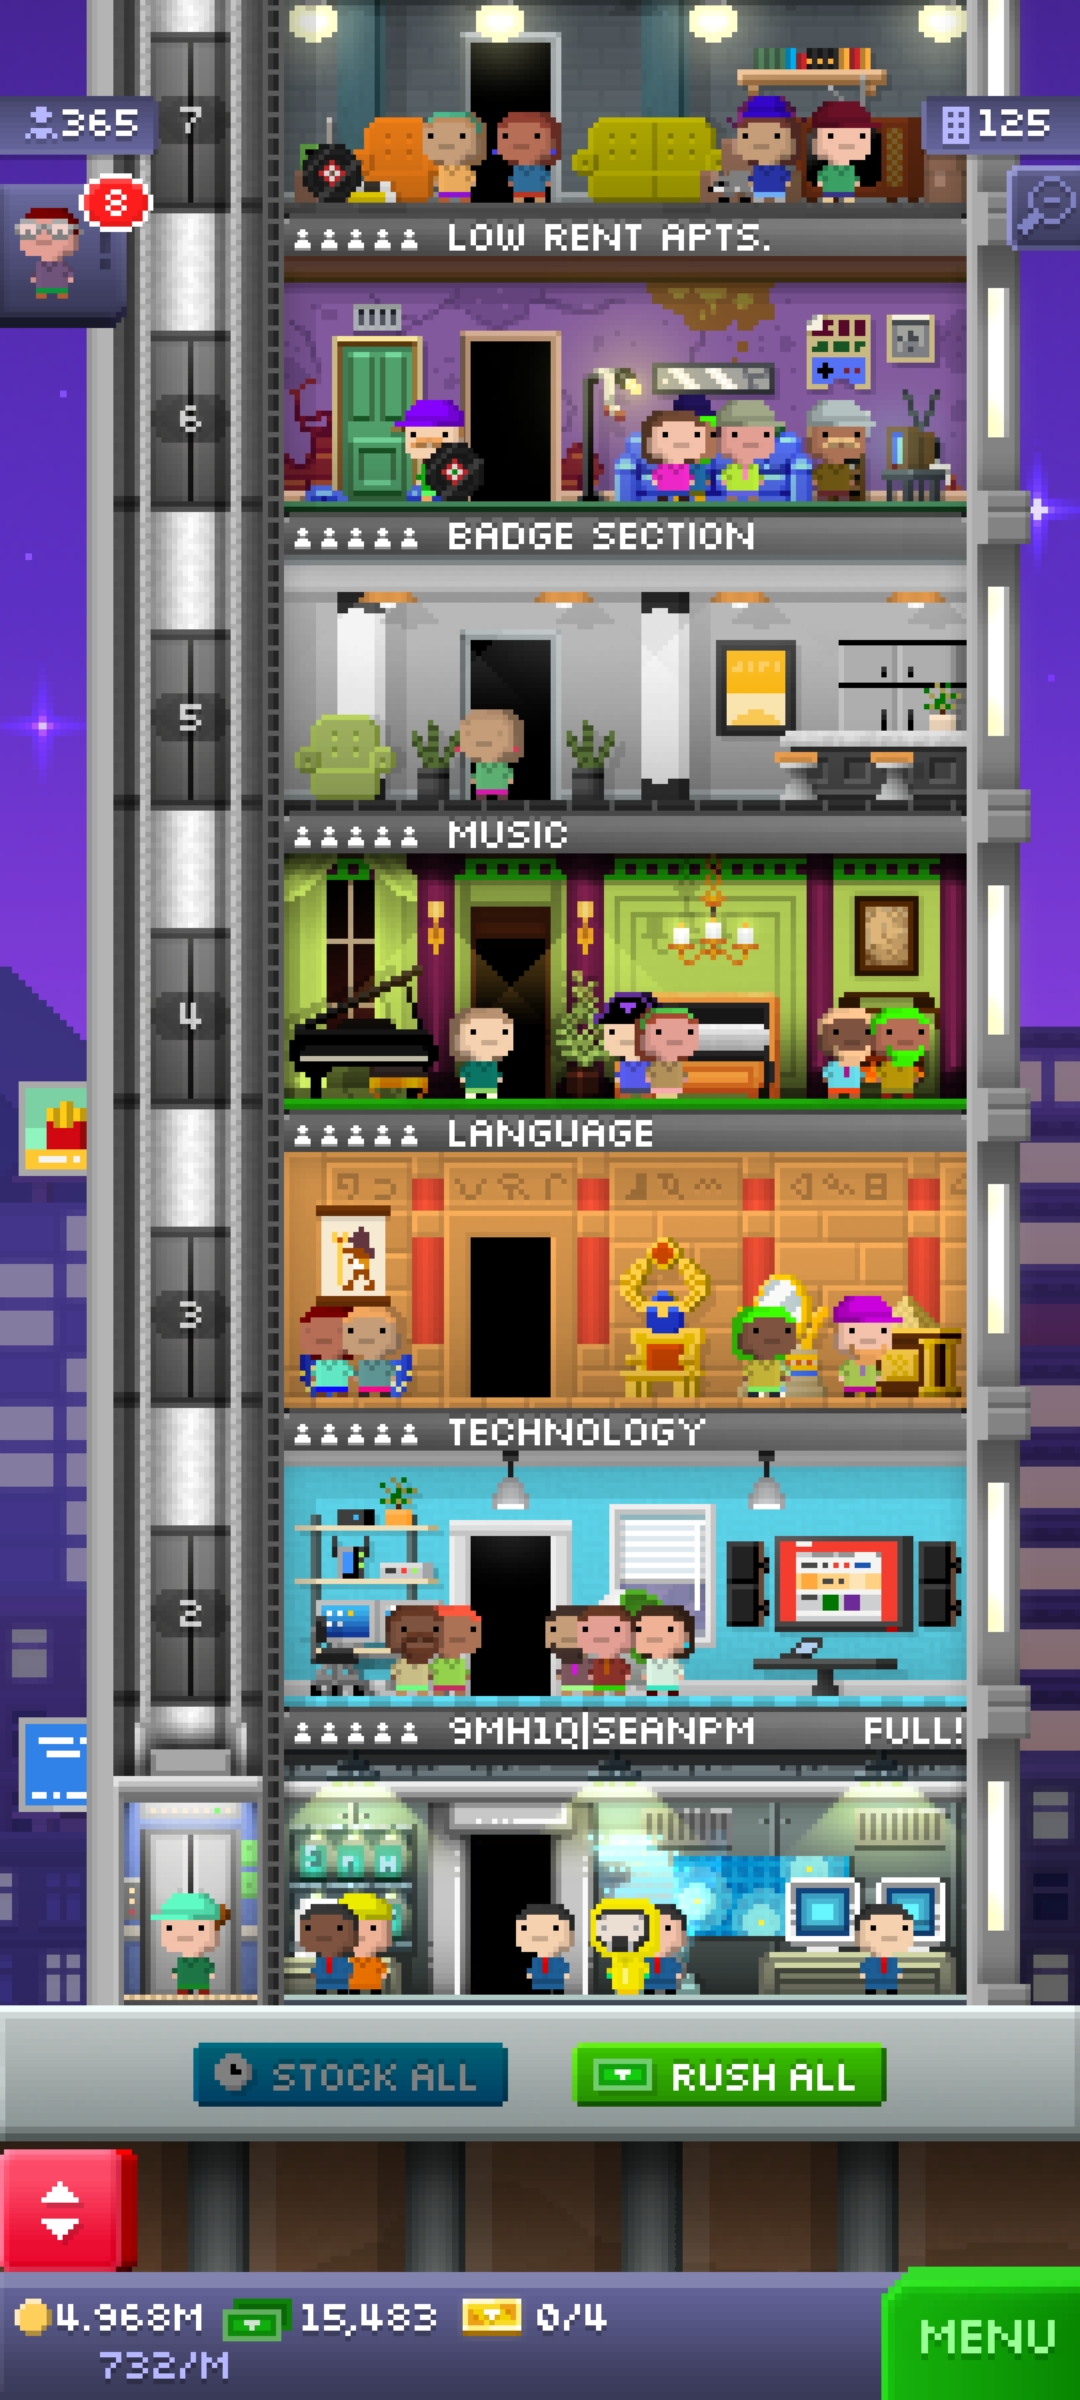 365
7
125
8
LOW RENT APTS.
6
BADGE SECTION
5
MUSIC
4
LANGUAGE
3
TECHNOLOGY
2
9MH1Q|SEANPM FULL!
STOCK ALL
RUSH ALL
4.968M 15,483 0/4
732/M
MENU